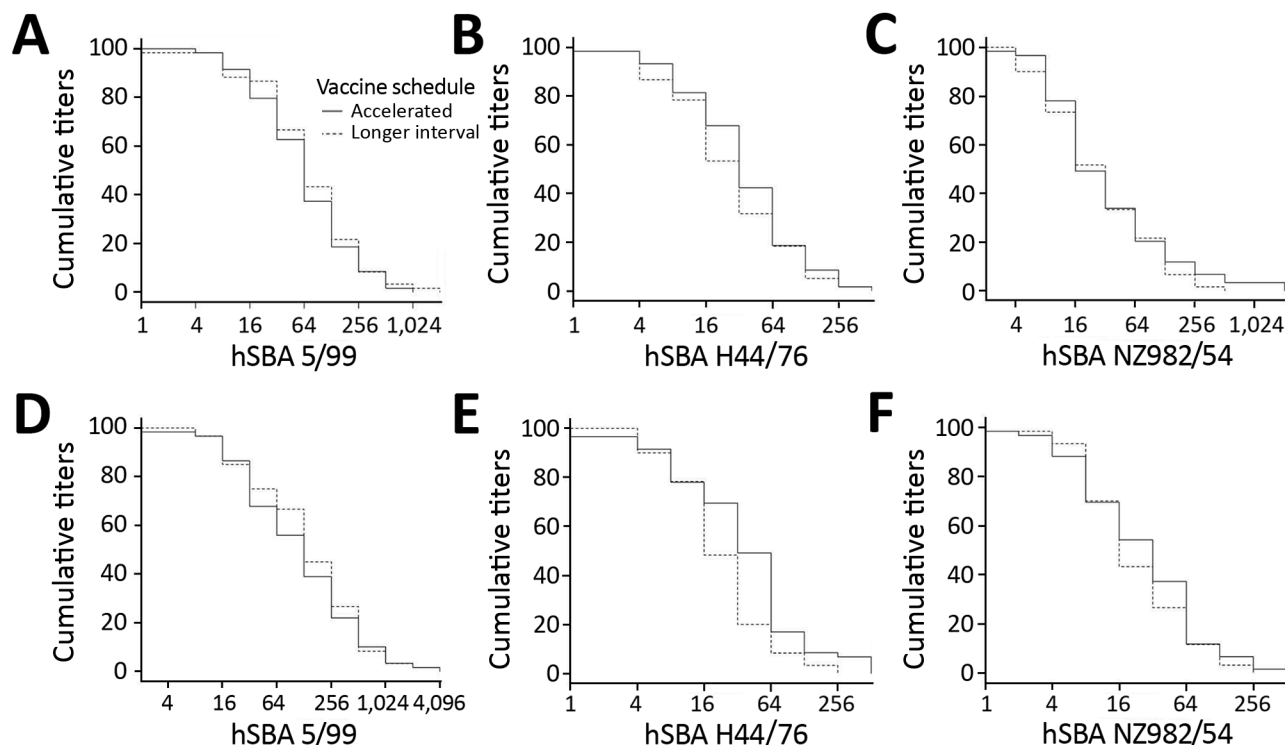 A
Cumulative titers
100
80
60
40
20
0
Vaccine schedule
Accelerated
Longer interval
1 4 16 64 256 1,024
hSBA 5/99
B
Cumulative titers
100
80
60
40
20
0
1 4 16 64 256
hSBA H44/76
C
Cumulative titers
100
80
60
40
20
0
4 16 64 256 1,024
hSBA NZ982/54
D
Cumulative titers
100
80
60
40
20
0
4 16 64 256 1,024 4,096
hSBA 5/99
E
Cumulative titers
100
80
60
40
20
0
1 4 16 64 256
hSBA H44/76
F
Cumulative titers
100
80
60
40
20
0
1 4 16 64 256
hSBA NZ982/54